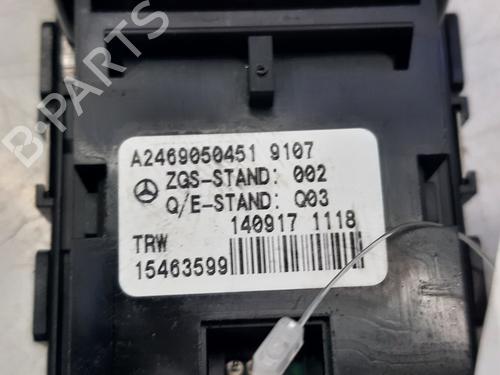 A2469050451 9107
ZGS-STAND: 002
Q/E-STAND: Q03
140917 1118
TRW
15463599
B-PARTS